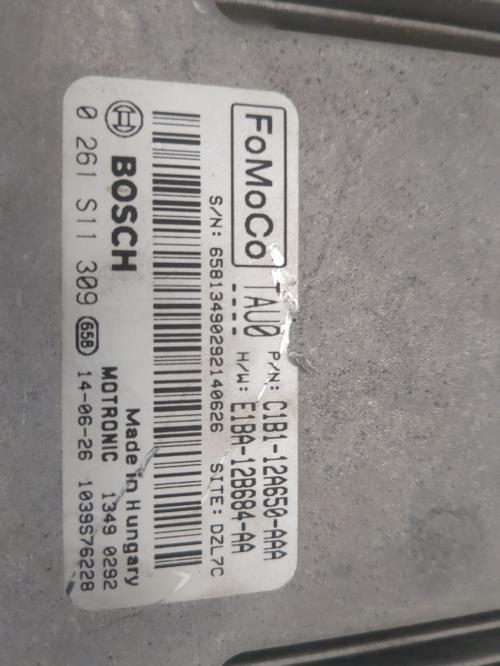 FoMoCo
TAU0 P/N: C1B1-12A650-AAA
---- H/W: E1BA-12B684-AA
S/N: 65813490292140626 SITE: DZL7C
BOSCH Made in Hungary
MOTRONIC 1349 0292
0 261 S11 309 658 14-06-26 1039S76228